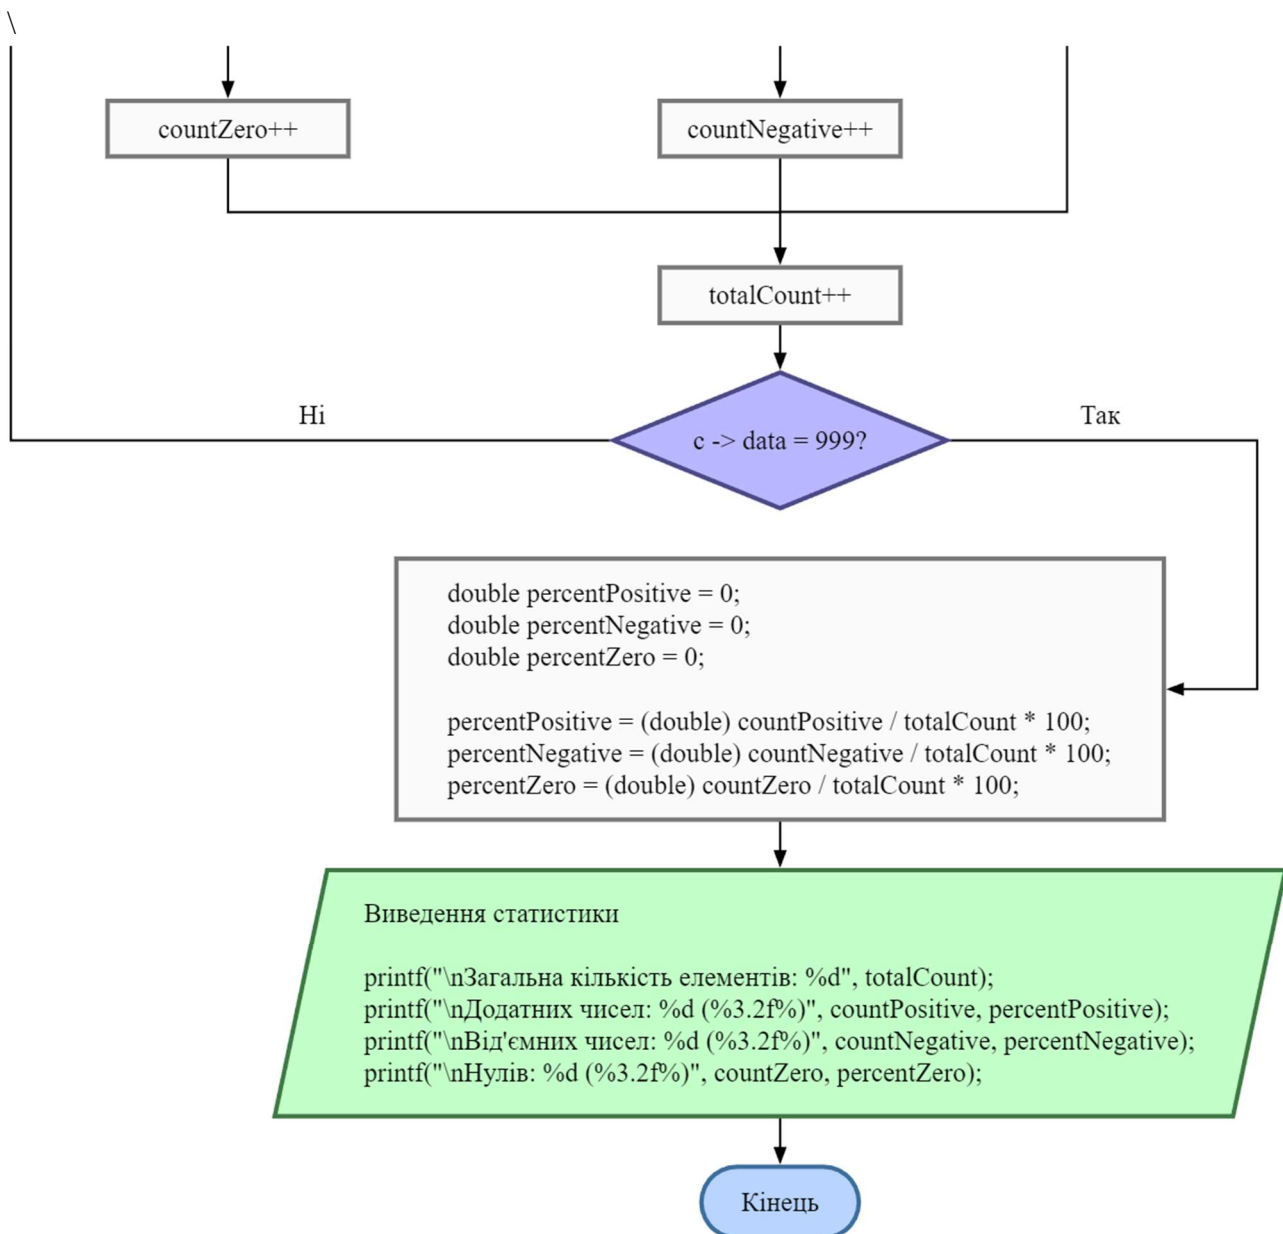 \
countZero++
countNegative++
totalCount++
Ні
c -> data = 999?
Так
double percentPositive = 0;
double percentNegative = 0;
double percentZero = 0;
percentPositive = (double) countPositive / totalCount * 100;
percentNegative = (double) countNegative / totalCount * 100;
percentZero = (double) countZero / totalCount * 100;
Виведення статистики
printf("\nЗагальна кількість елементів: %d", totalCount);
printf("\nДодатних чисел: %d (%3.2f%)", countPositive, percentPositive);
printf("\nВід'ємних чисел: %d (%3.2f%)", countNegative, percentNegative);
printf("\nНулів: %d (%3.2f%)", countZero, percentZero);
Кінець